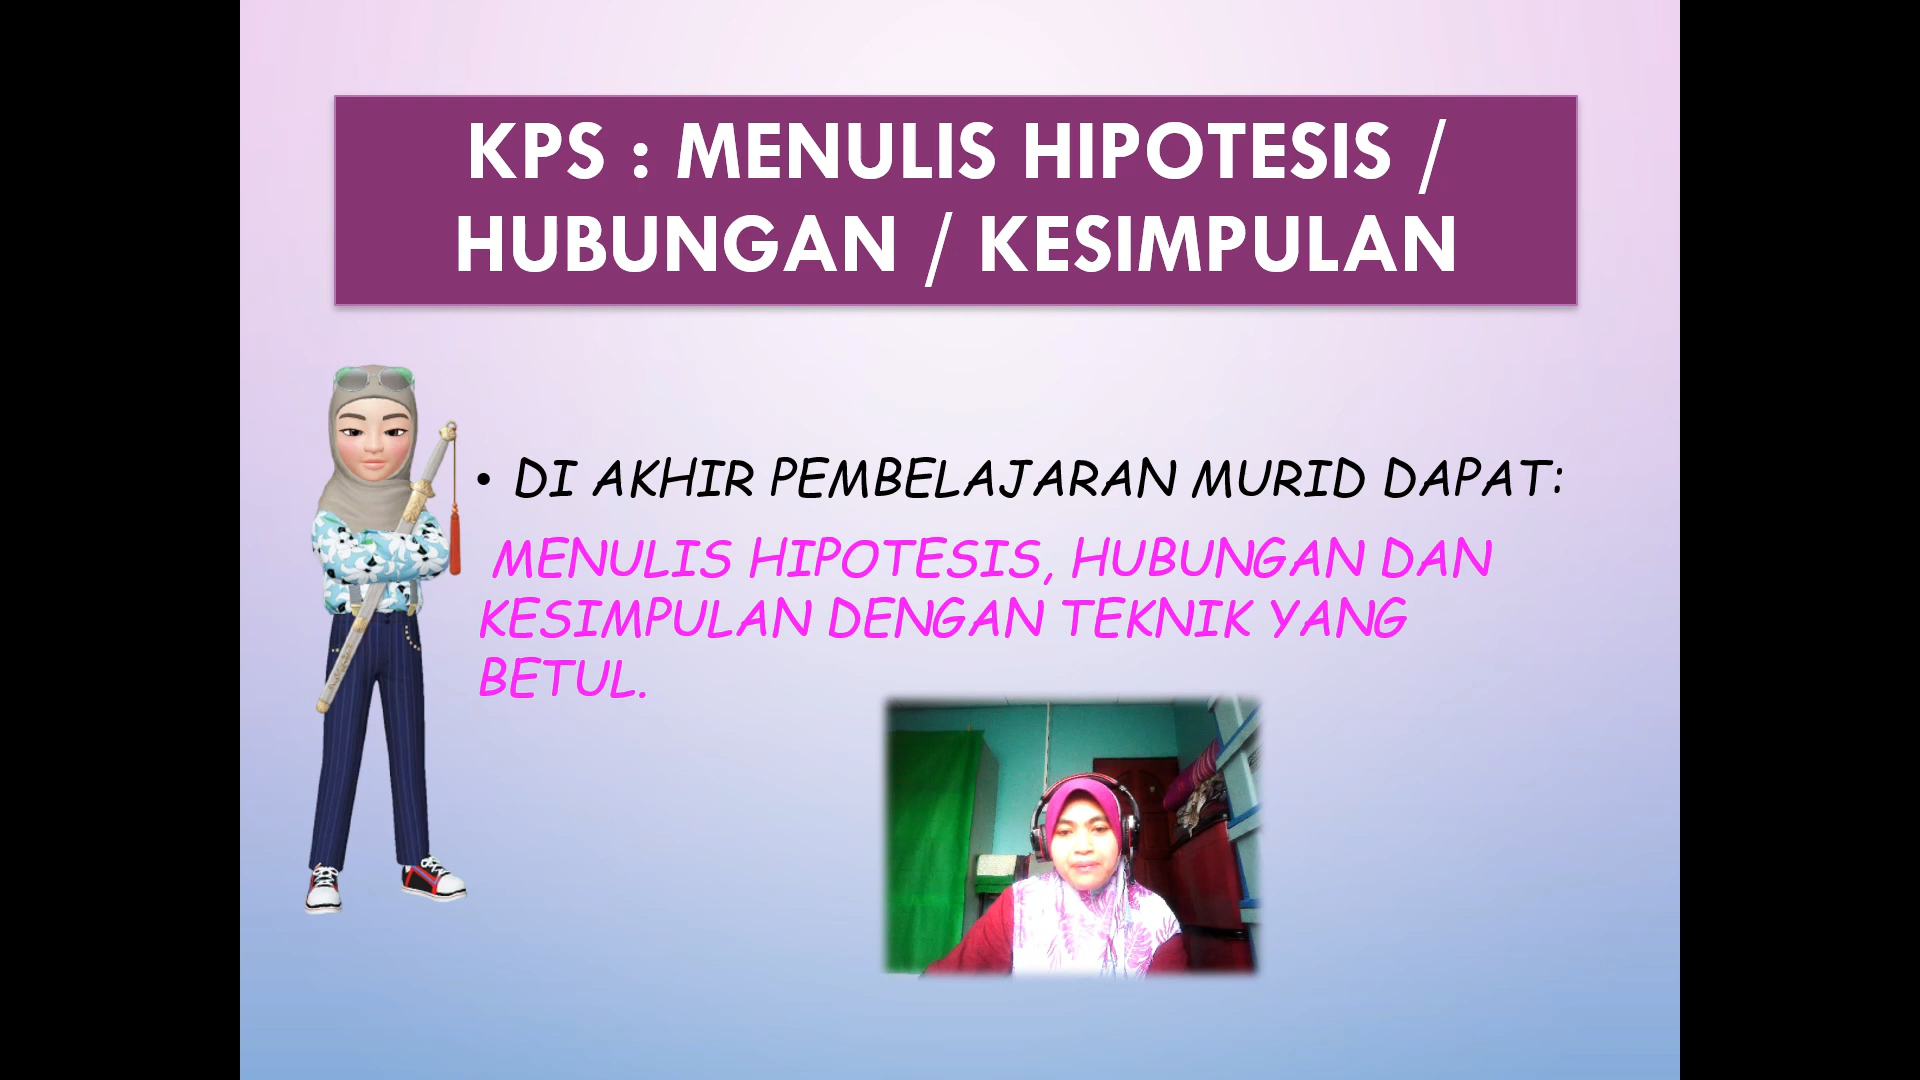 KPS : MENULIS HIPOTESIS /
HUBUNGAN / KESIMPULAN
• DI AKHIR PEMBELAJARAN MURID DAPAT:
MENULIS HIPOTESIS, HUBUNGAN DAN
KESIMPULAN DENGAN TEKNIK YANG
BETUL.